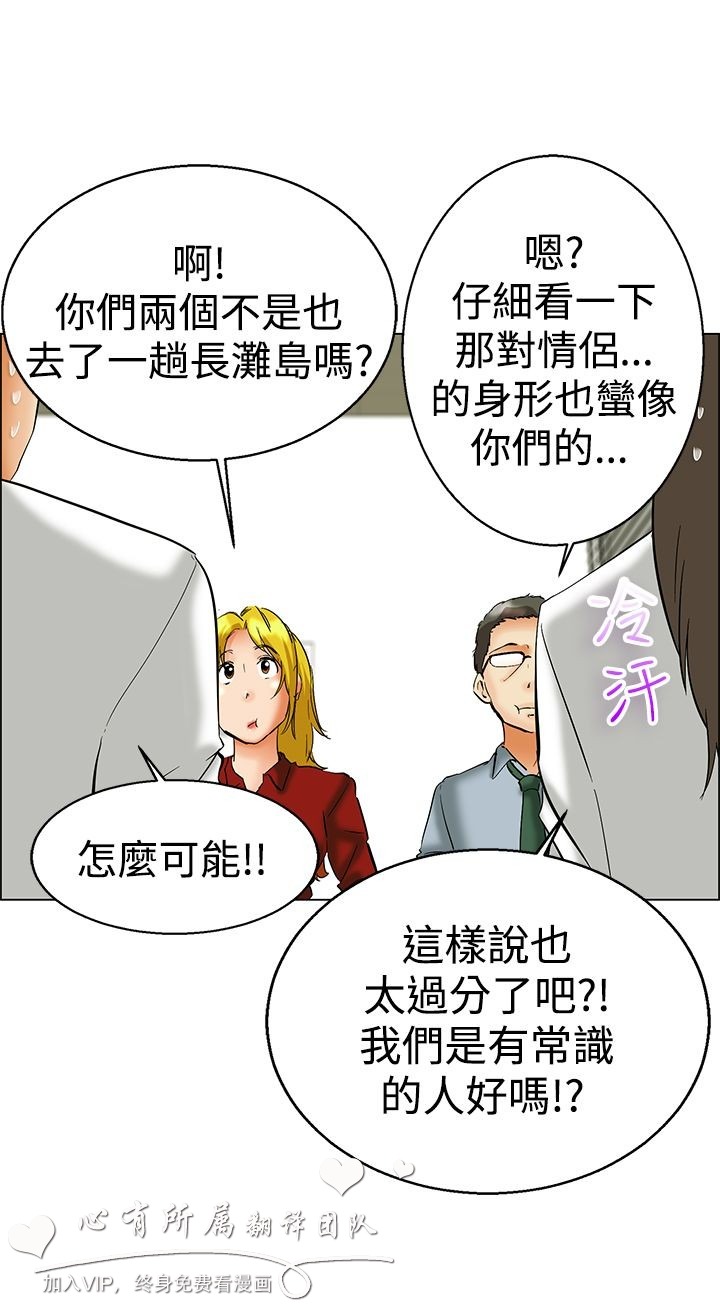 啊!
你們兩個不是也
去了一趟長灘島嗎?
嗯?
仔細看一下
那對情侶...
的身形也蠻像
你們的...
冷汗
怎麼可能!!
這樣說也
太過分了吧?!
我們是有常識
的人好嗎!?
心有所属翻译团队
加入VIP，终身免费看漫画